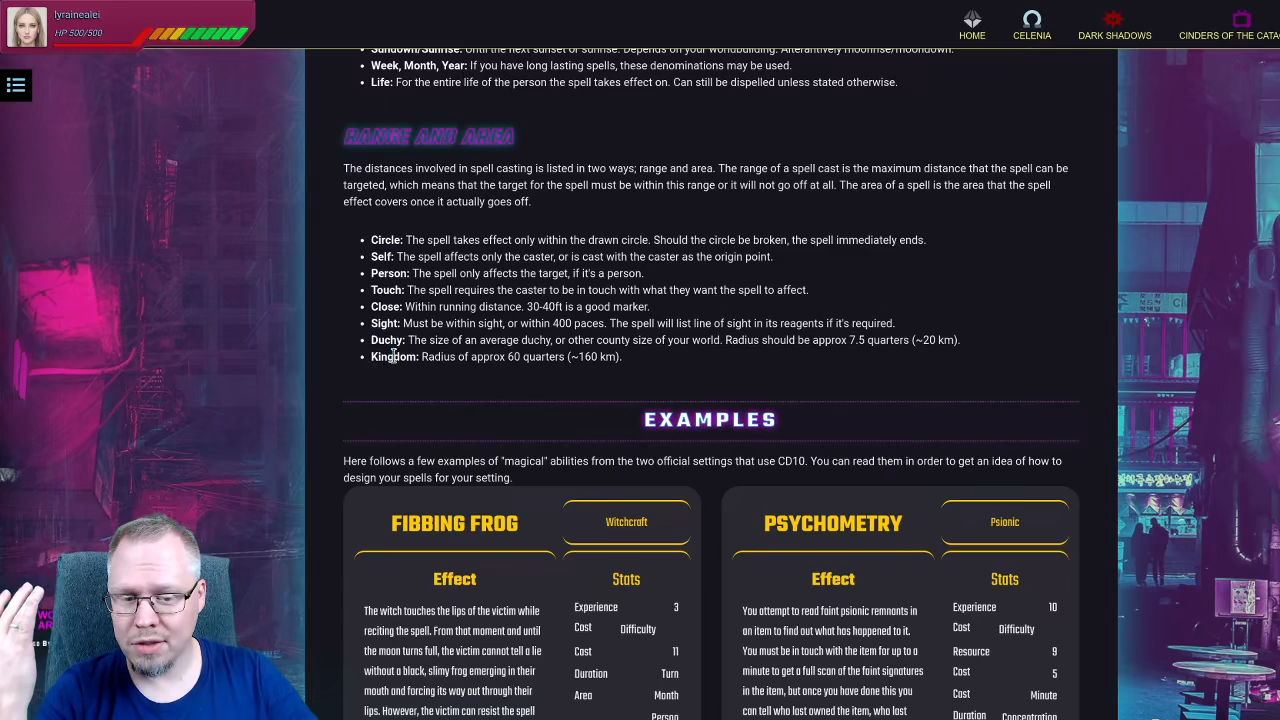 lyrainealei
HP 500/500
HOME
CELENIA
DARK SHADOWS
CINDERS OF THE CATA
Sundown/Sunrise: Until the next sunset or sunrise. Depends on your worldbuilding. Alterantively moonrise/moondown.
Week, Month, Year: If you have long lasting spells, these denominations may be used.
Life: For the entire life of the person the spell takes effect on. Can still be dispelled unless stated otherwise.
RANGE AND AREA
The distances involved in spell casting is listed in two ways; range and area. The range of a spell cast is the maximum distance that the spell can be
targeted, which means that the target for the spell must be within this range or it will not go off at all. The area of a spell is the area that the spell
effect covers once it actually goes off.
Circle: The spell takes effect only within the drawn circle. Should the circle be broken, the spell immediately ends.
Self: The spell affects only the caster, or is cast with the caster as the origin point.
Person: The spell only affects the target, if it's a person.
Touch: The spell requires the caster to be in touch with what they want the spell to affect.
Close: Within running distance. 30-40ft is a good marker.
Sight: Must be within sight, or within 400 paces. The spell will list line of sight in its reagents if it's required.
Duchy: The size of an average duchy, or other county size of your world. Radius should be approx 7.5 quarters (~20 km).
Kingdom: Radius of approx 60 quarters (~160 km).
EXAMPLES
Here follows a few examples of "magical" abilities from the two official settings that use CD10. You can read them in order to get an idea of how to
design your spells for your setting.
FIBBING FROG
Witchcraft
Effect
The witch touches the lips of the victim while
reciting the spell. From that moment and until
the moon turns full, the victim cannot tell a lie
without a black, slimy frog emerging in their
mouth and forcing its way out through their
lips. However, the victim can resist the spell
Stats
Experience 3
Cost Difficulty
Cost 11
Duration Turn
Area Month
Person
PSYCHOMETRY
Psionic
Effect
You attempt to read faint psionic remnants in
an item to find out what has happened to it.
You must be in touch with the item for up to a
minute to get a full scan of the faint signatures
in the item, but once you have done this you
can tell who last owned the item, who last
Stats
Experience 10
Cost Difficulty
Resource 9
Cost 5
Cost Minute
Duration Concentration